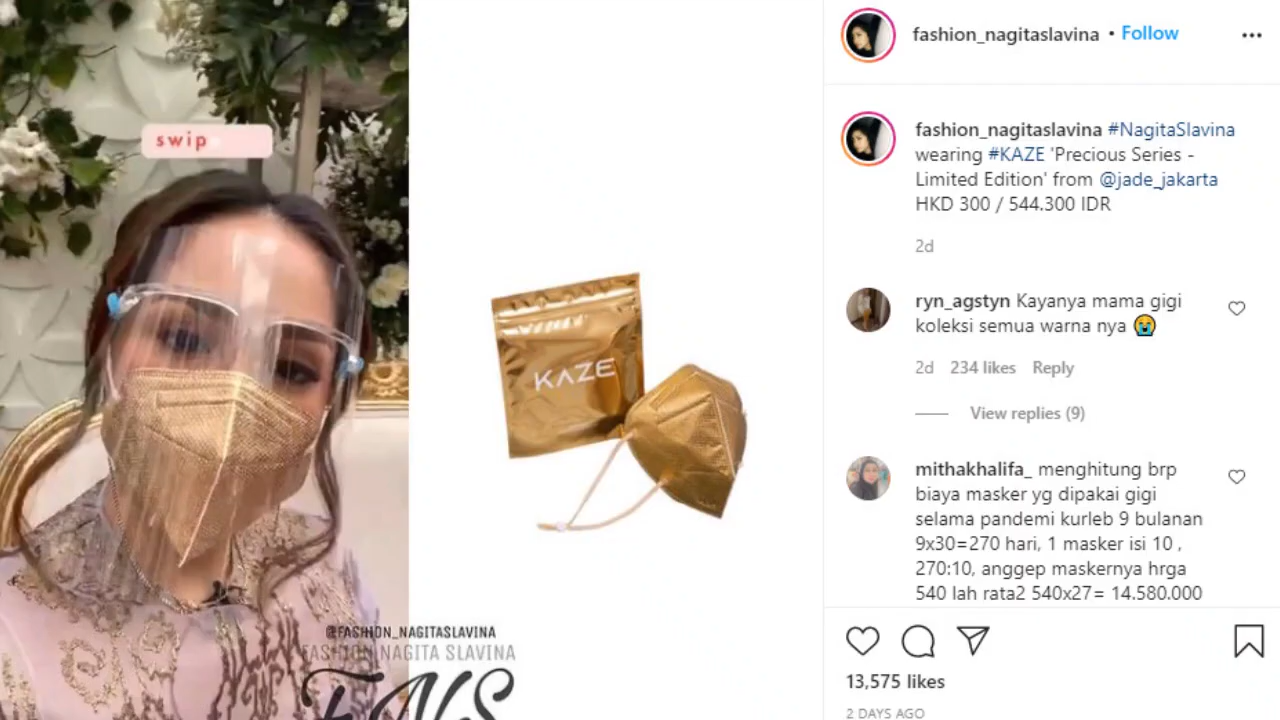 swip
KAZE
@FASHION_NAGITASLAVINA
FASHION NAGITA SLAVINA
FANS
fashion_nagitaslavina • Follow
fashion_nagitaslavina #NagitaSlavina
wearing #KAZE 'Precious Series -
Limited Edition' from @jade_jakarta
HKD 300 / 544.300 IDR
2d
ryn_agstyn Kayanya mama gigi
koleksi semua warna nya 😭
2d 234 likes Reply
View replies (9)
mithakhalifa_ menghitung brp
biaya masker yg dipakai gigi
selama pandemi kurleb 9 bulanan
9x30=270 hari, 1 masker isi 10 ,
270:10, anggep maskernya hrga
540 lah rata2 540x27= 14.580.000
13,575 likes
2 DAYS AGO